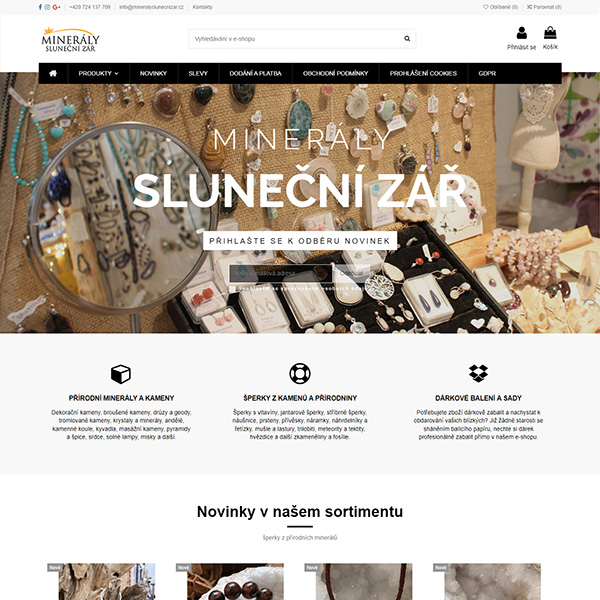 +429 724 137 709 info@mineralyslunecnizar.cz Kontakty Oblíbené (0) Porovnat (0)
MINERÁLY
SLUNEČNÍ ZÁŘ
Vyhledávání v e-shopu
Přihlásit se Košík
PRODUKTY NOVINKY SLEVY DODÁNÍ A PLATBA OBCHODNÍ PODMÍNKY PROHLÁŠENÍ COOKIES GDPR
MINERÁLY
SLUNEČNÍ ZÁŘ
PŘIHLAŠTE SE K ODBĚRU NOVINEK
PŘÍRODNÍ MINERÁLY A KAMENY ŠPERKY Z KAMENŮ A PŘÍRODNINY DÁRKOVÉ BALENÍ A SADY
Dekorační kameny, broušené kameny, drúzy a geody, Šperky s vltavíny, jantarové šperky, stříbrné šperky, Potřebujete zboží dárkově zabalit a nachystat k
tromlované kameny, krystaly a minerály, andělé, náušnice, prsteny, přívěsky, náramky, náhrdelníky a obdarování vašich blízkých? Již žádné starosti se
kamenné koule, kyvadla, masážní kameny, pyramidy řetízky, mušle a lastury, trilobiti, meteority a tektity, sháněním balicího papíru, nechte si dárek
a špice, srdce, solné lampy, misky a další. hvězdice a další zkameněliny a fosilie. profesionálně zabalit přímo v našem e-shopu.
Novinky v našem sortimentu
šperky z přírodních minerálů
Nové Nové Nové Nové